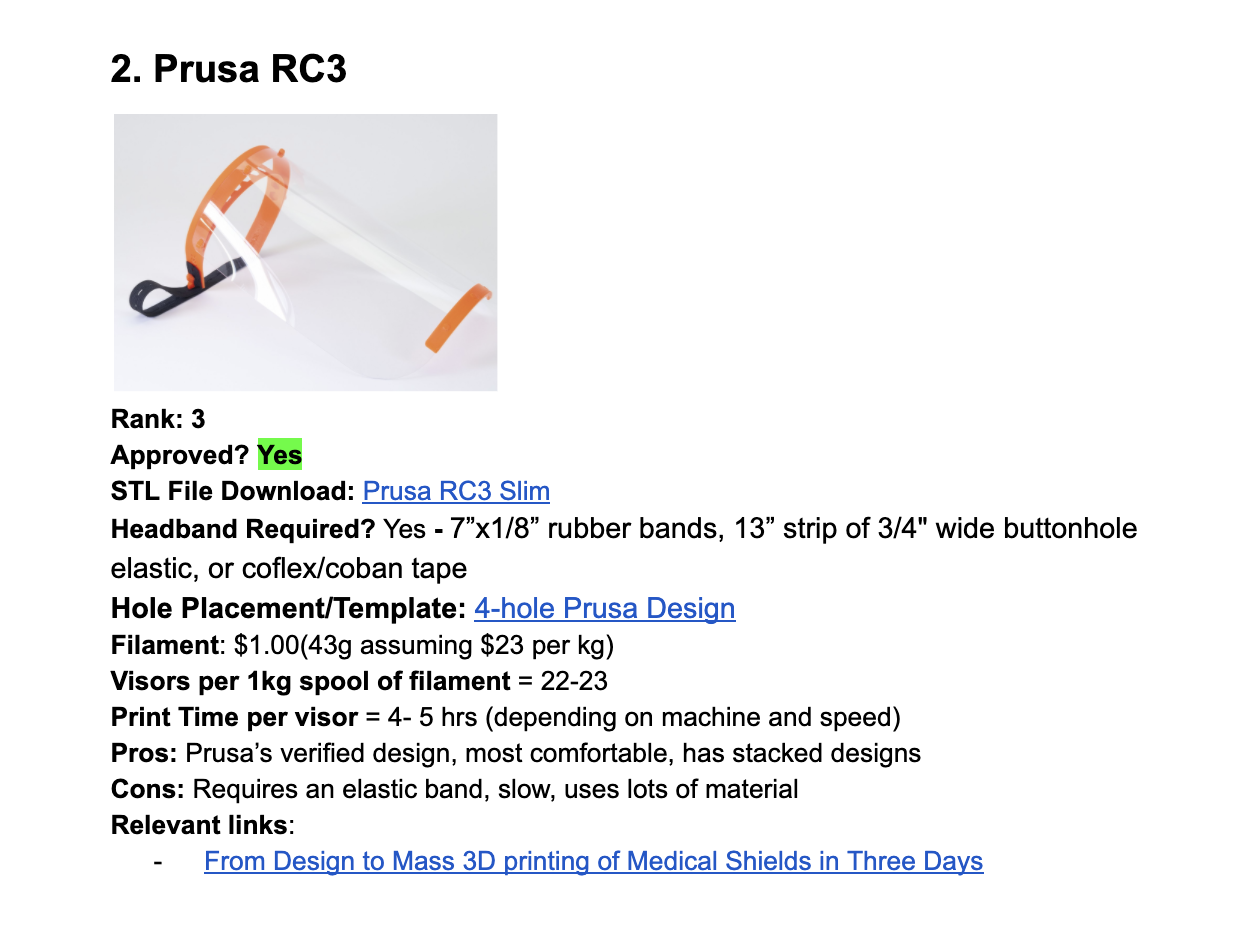 2. Prusa RC3
Rank: 3
Approved? Yes
STL File Download: Prusa RC3 Slim
Headband Required? Yes - 7”x1/8” rubber bands, 13” strip of 3/4" wide buttonhole
elastic, or coflex/coban tape
Hole Placement/Template: 4-hole Prusa Design
Filament: $1.00(43g assuming $23 per kg)
Visors per 1kg spool of filament = 22-23
Print Time per visor = 4- 5 hrs (depending on machine and speed)
Pros: Prusa’s verified design, most comfortable, has stacked designs
Cons: Requires an elastic band, slow, uses lots of material
Relevant links:
- From Design to Mass 3D printing of Medical Shields in Three Days